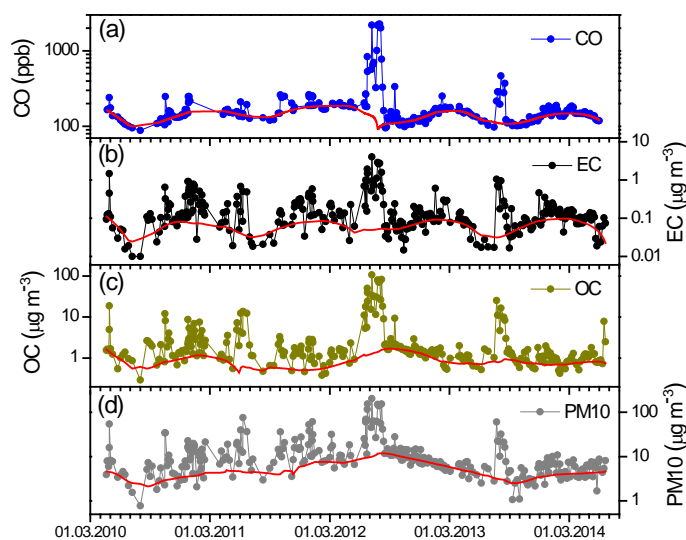 (a)
CO
1000
100
CO (ppb)
(b)
EC
10
1
0.1
0.01
EC (µg m⁻³)
(c)
OC
100
10
1
OC (µg m⁻³)
(d)
PM10
100
10
1
PM10 (µg m⁻³)
01.03.2010 01.03.2011 01.03.2012 01.03.2013 01.03.2014